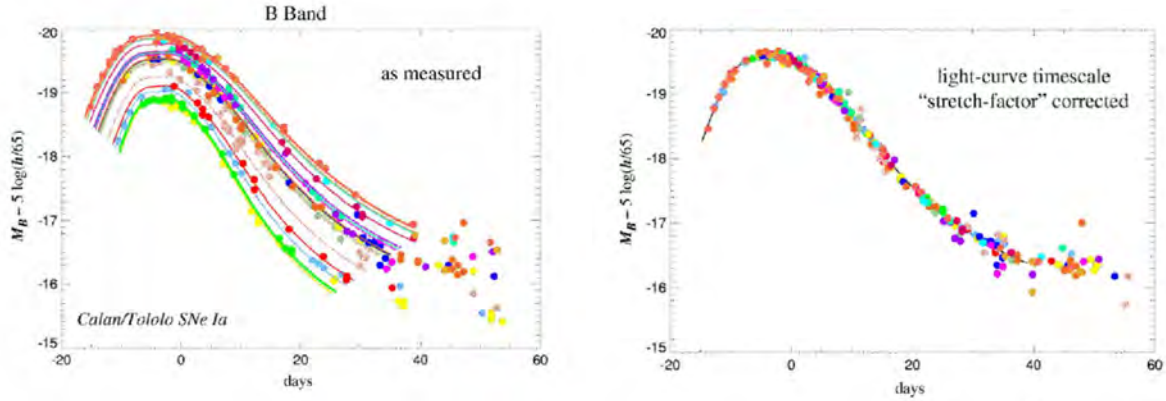 B Band
-20
-19
-18
-17
-16
-15
M_B – 5 log(h/65)
as measured
Calan/Tololo SNe Ia
-20
0
20
40
60
days
-20
-19
-18
-17
-16
-15
M_B – 5 log(h/65)
light-curve timescale
“stretch-factor” corrected
-20
0
20
40
60
days